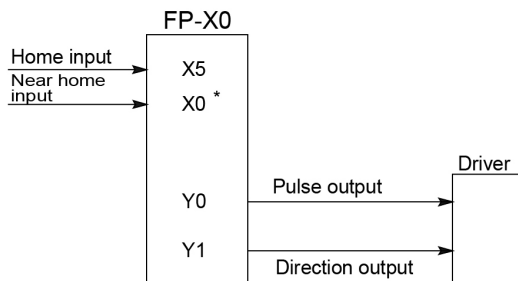 FP-X0
Home input
X5
Near home
input
X0 *
Driver
Y0
Pulse output
Y1
Direction output